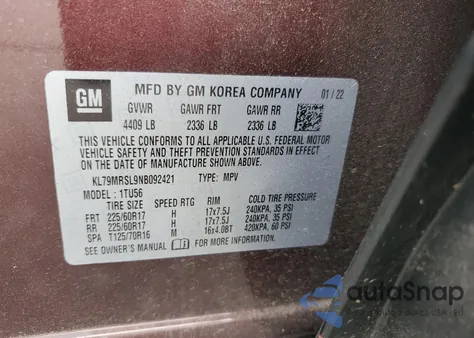 GM
MFD BY GM KOREA COMPANY 01 / 22
GVWR GAWR FRT GAWR RR
4409 LB 2336 LB 2336 LB
THIS VEHICLE CONFORMS TO ALL APPLICABLE U.S. FEDERAL MOTOR
VEHICLE SAFETY AND THEFT PREVENTION STANDARDS IN EFFECT ON
THE DATE OF MANUFACTURE SHOWN ABOVE.
KL79MRSL9NB092421 TYPE: MPV
MODEL: 1TU56
TIRE SIZE SPEED RTG RIM COLD TIRE PRESSURE
FRT 225/60R17 H 17x7.5J 240KPA, 35 PSI
RR 225/60R17 H 17x7.5J 240KPA, 35 PSI
SPA T125/70R16 M 16x4.0BT 420KPA, 60 PSI
SEE OWNER'S MANUAL FOR MORE INFORMATION.
autoSnap